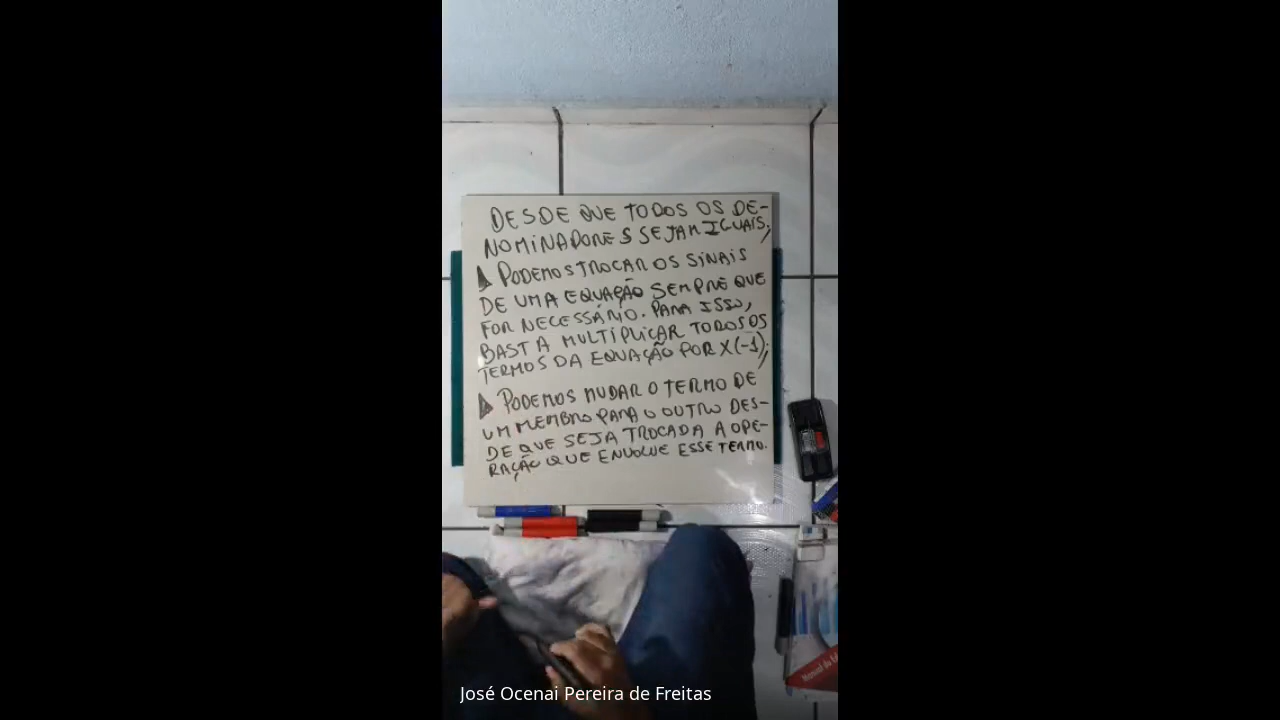 DESDE QUE TODOS OS DE-
NOMINADORES SEJAM IGUAIS;
PODEMOS TROCAR OS SINAIS
DE UMA EQUAÇÃO SEMPRE QUE
FOR NECESSÁRIO. PARA ISSO,
BASTA MULTIPLICAR TODOS OS
TERMOS DA EQUAÇÃO POR X(-1);
PODEMOS MUDAR O TERMO DE
UM MEMBRO PARA O OUTRO DES-
DE QUE SEJA TROCADA A OPE-
RAÇÃO QUE ENVOLVE ESSE TERMO.
Manual do
José Ocenai Pereira de Freitas